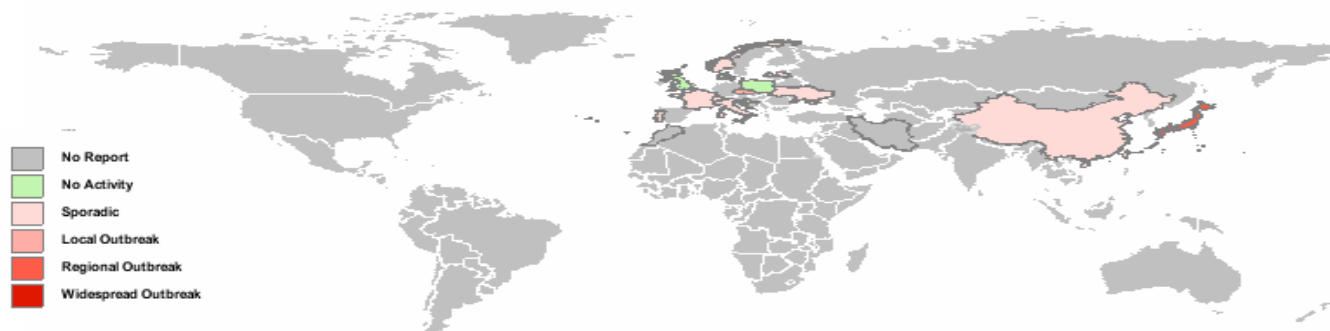 No Report
No Activity
Sporadic
Local Outbreak
Regional Outbreak
Widespread Outbreak